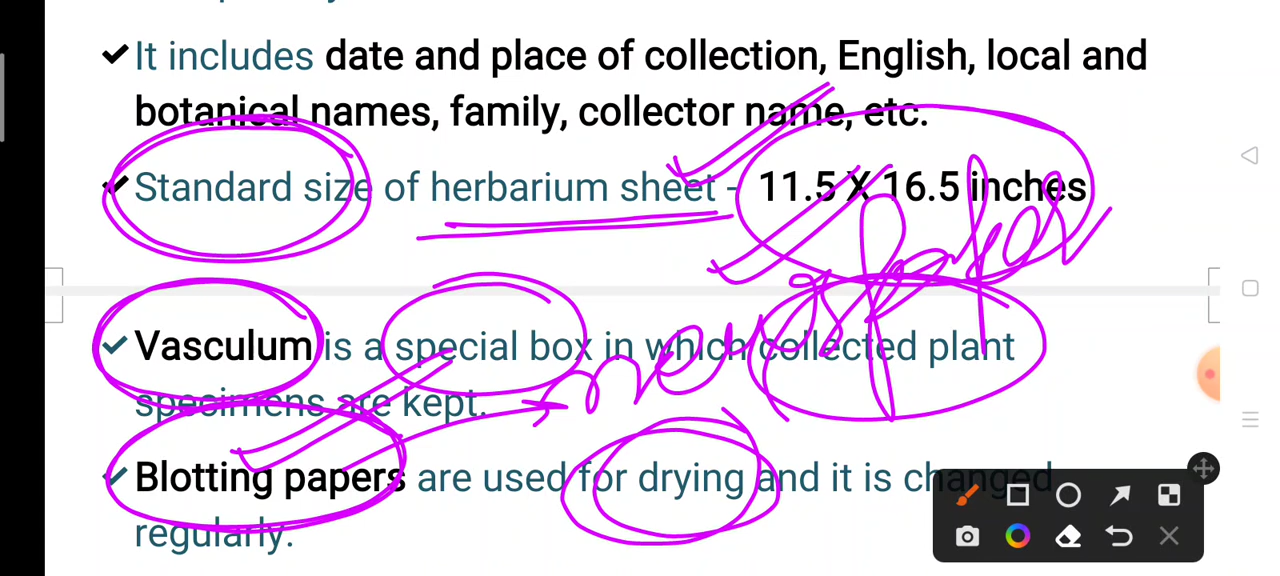 It includes date and place of collection, English, local and
botanical names, family, collector name, etc.
Standard size of herbarium sheet - 11.5 X 16.5 inches
Vasculum is a special box in which collected plant
specimens are kept.
newspaper
Blotting papers are used for drying and it is changed
regularly.